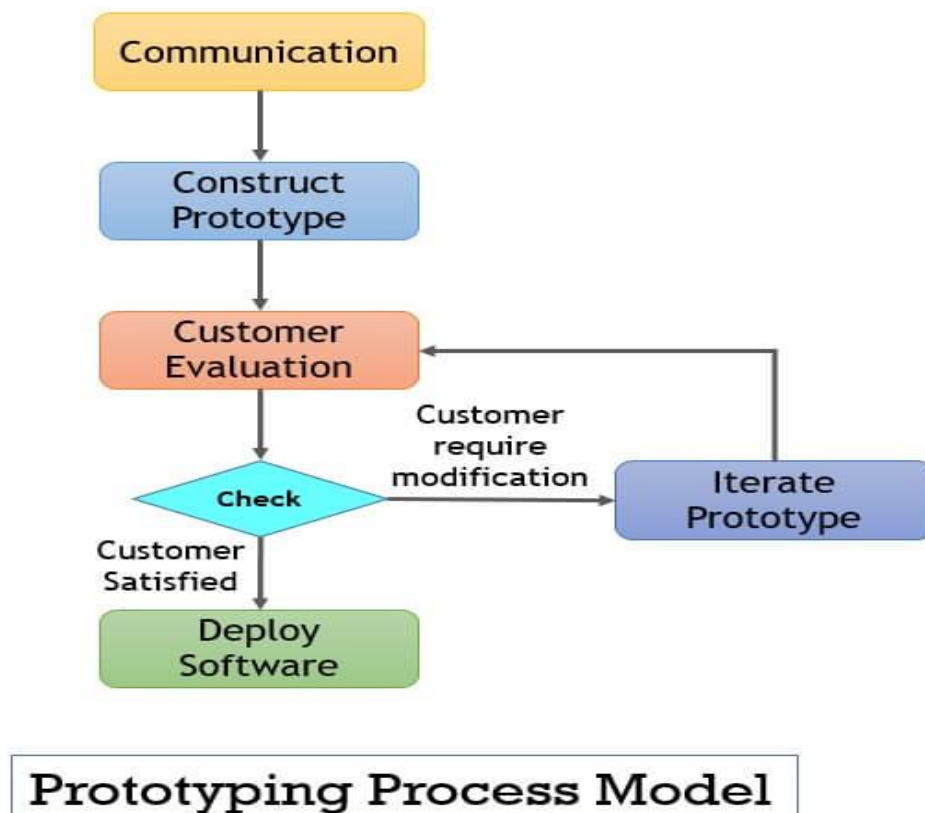 Communication
Construct
Prototype
Customer
Evaluation
Customer
require
modification
Check
Iterate
Prototype
Customer
Satisfied
Deploy
Software
Prototyping Process Model